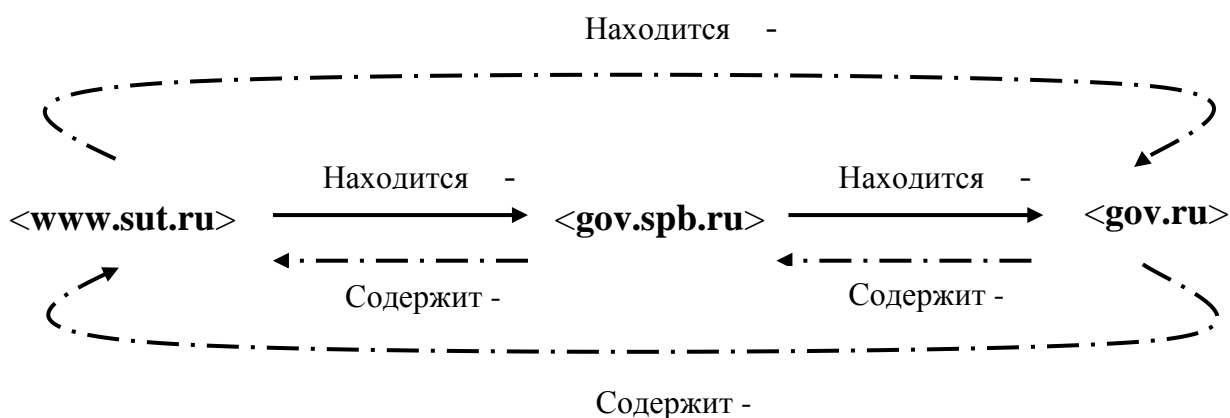 Находится -
Находится - Находится -
<www.sut.ru> <gov.spb.ru> <gov.ru>
Содержит - Содержит -
Содержит -